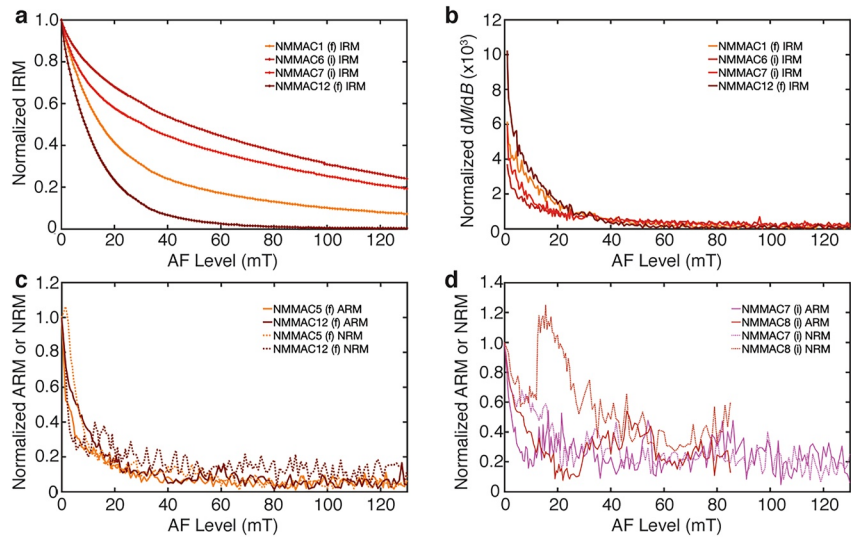 a
Normalized IRM
1.0
0.8
0.6
0.4
0.2
0
NMMAC1 (f) IRM
NMMAC6 (i) IRM
NMMAC7 (i) IRM
NMMAC12 (f) IRM
0 20 40 60 80 100 120
AF Level (mT)
b
Normalized dM/dB (x10³)
12
10
8
6
4
2
0
NMMAC1 (f) IRM
NMMAC6 (i) IRM
NMMAC7 (i) IRM
NMMAC12 (f) IRM
0 20 40 60 80 100 120
AF Level (mT)
c
Normalized ARM or NRM
1.2
1.0
0.8
0.6
0.4
0.2
0
NMMAC5 (f) ARM
NMMAC12 (f) ARM
NMMAC5 (f) NRM
NMMAC12 (f) NRM
0 20 40 60 80 100 120
AF Level (mT)
d
Normalized ARM or NRM
1.4
1.2
1.0
0.8
0.6
0.4
0.2
0
NMMAC7 (i) ARM
NMMAC8 (i) ARM
NMMAC7 (i) NRM
NMMAC8 (i) NRM
0 20 40 60 80 100 120
AF Level (mT)